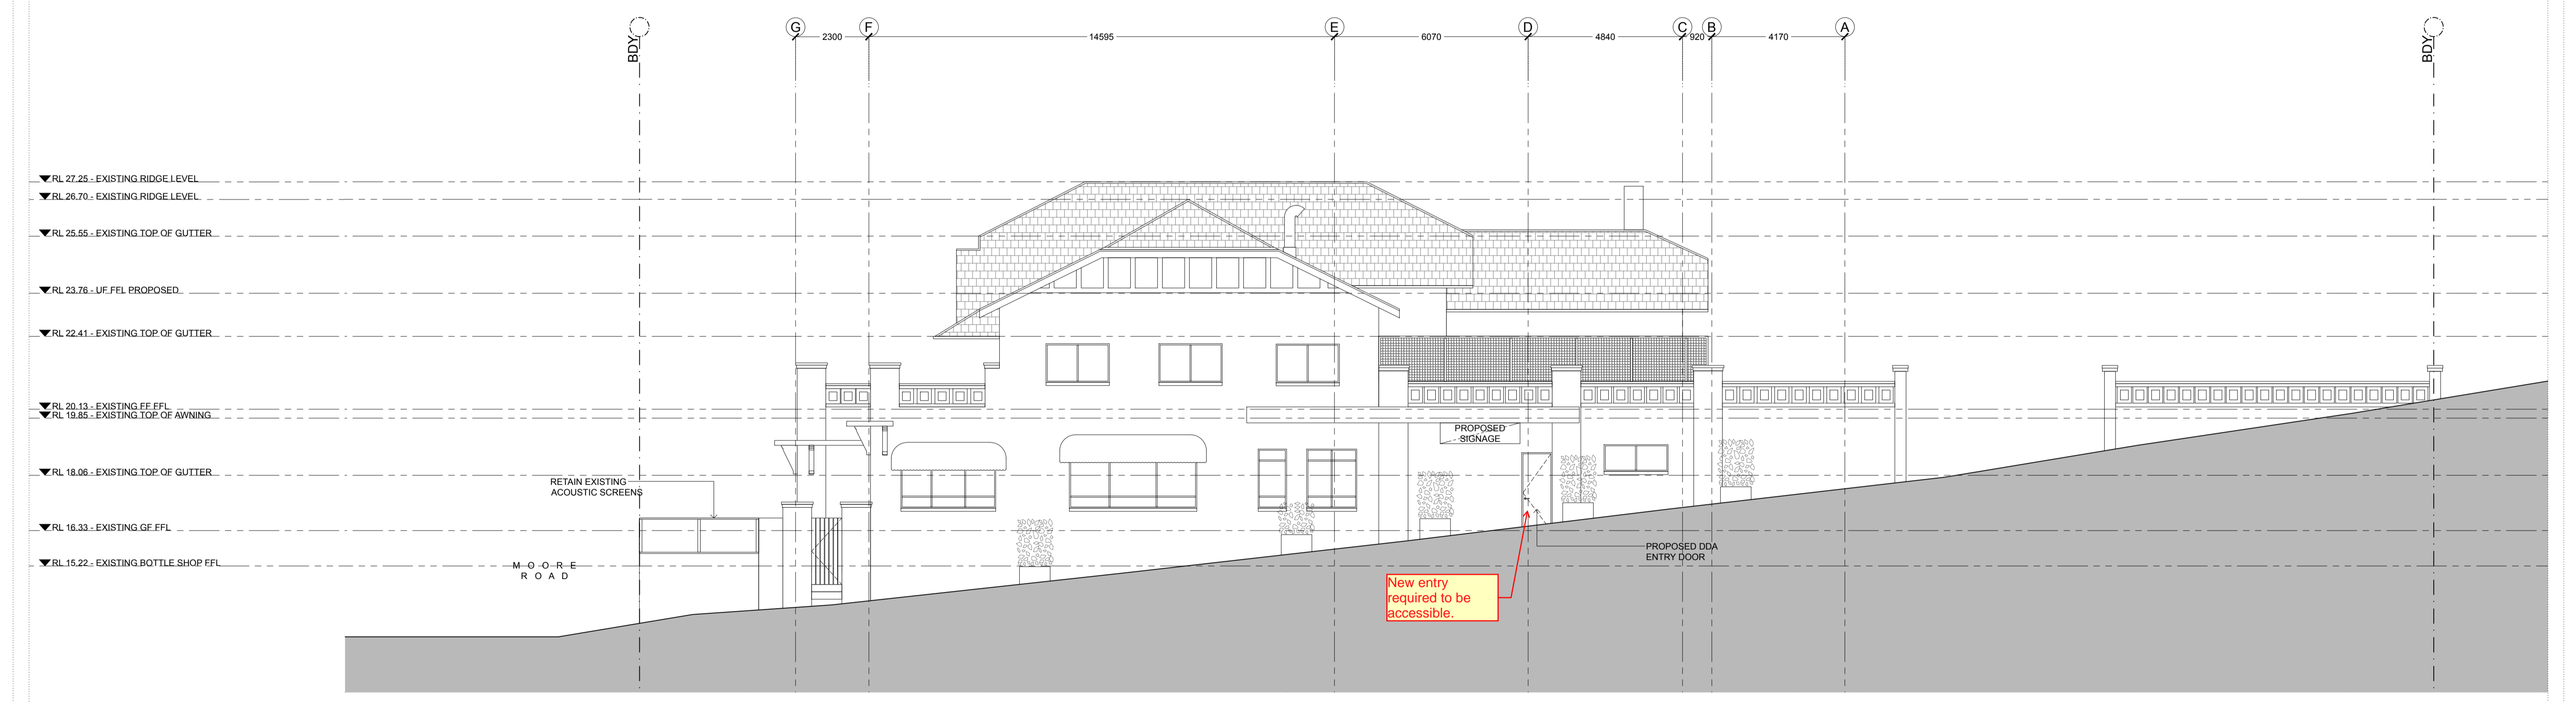 BDY
G
2300
F
14595
E
6070
D
4840
C
920
B
4170
A
BDY
RL 27.25 - EXISTING RIDGE LEVEL
RL 26.70 - EXISTING RIDGE LEVEL
RL 25.55 - EXISTING TOP OF GUTTER
RL 23.76 - UF FFL PROPOSED
RL 22.41 - EXISTING TOP OF GUTTER
RL 20.13 - EXISTING FF FFL
RL 19.85 - EXISTING TOP OF AWNING
RL 18.06 - EXISTING TOP OF GUTTER
RL 16.33 - EXISTING GF FFL
RL 15.22 - EXISTING BOTTLE SHOP FFL
PROPOSED
SIGNAGE
RETAIN EXISTING
ACOUSTIC SCREENS
M O O R E
R O A D
PROPOSED DDA
ENTRY DOOR
New entry
required to be
accessible.